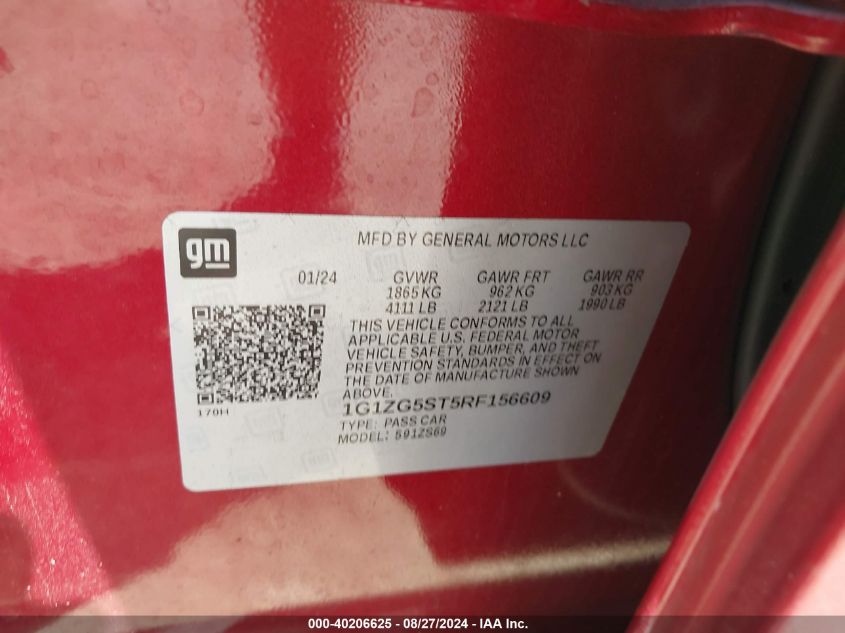 gm
MFD BY GENERAL MOTORS LLC
01/24 GVWR GAWR FRT GAWR RR
1865 KG 962 KG 903 KG
4111 LB 2121 LB 1990 LB
THIS VEHICLE CONFORMS TO ALL
APPLICABLE U.S. FEDERAL MOTOR
VEHICLE SAFETY, BUMPER, AND THEFT
PREVENTION STANDARDS IN EFFECT ON
THE DATE OF MANUFACTURE SHOWN
ABOVE.
170H
1G1ZG5ST5RF156609
TYPE: PASS CAR
MODEL: 591ZS69
000-40206625 - 08/27/2024 - IAA Inc.